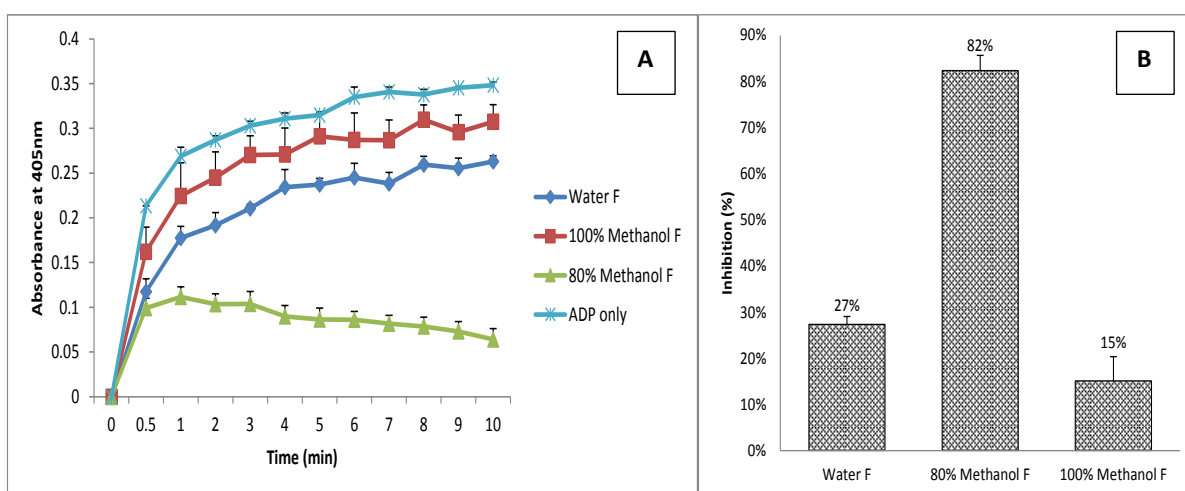 A
Absorbance at 405nm
0.4
0.35
0.3
0.25
0.2
0.15
0.1
0.05
0
0 0.5 1 2 3 4 5 6 7 8 9 10
Time (min)
Water F
100% Methanol F
80% Methanol F
ADP only
B
Inhibition (%)
90%
80%
70%
60%
50%
40%
30%
20%
10%
0%
27%
82%
15%
Water F 80% Methanol F 100% Methanol F